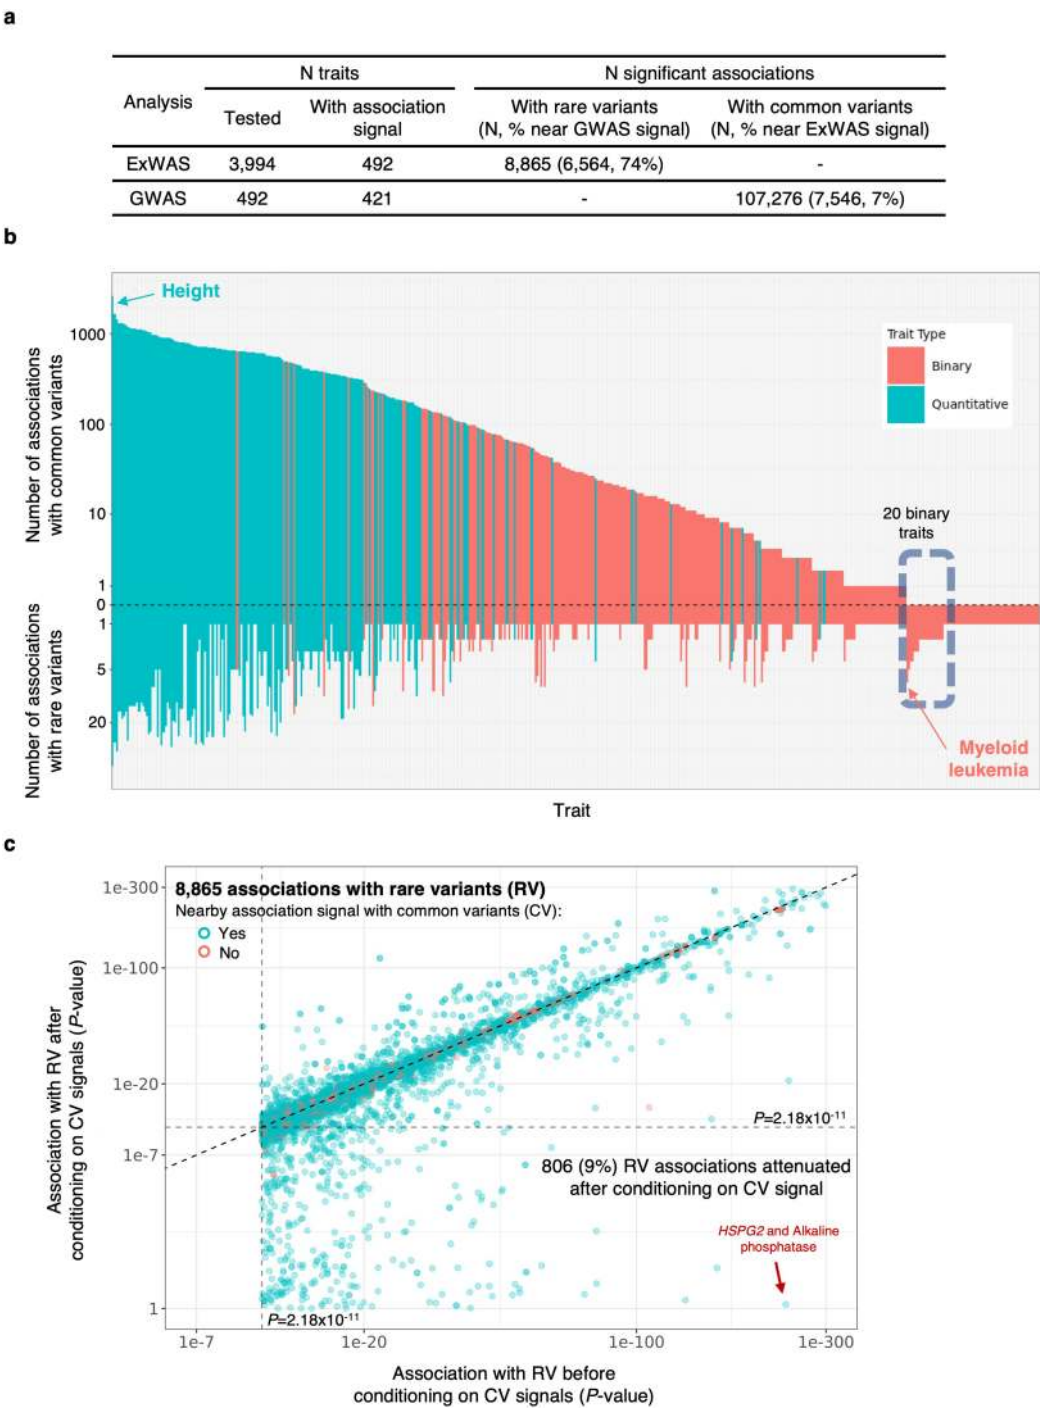 a
N traits N significant associations
Analysis Tested With association signal With rare variants (N, % near GWAS signal) With common variants (N, % near ExWAS signal)
ExWAS 3,994 492 8,865 (6,564, 74%) -
GWAS 492 421 - 107,276 (7,546, 7%)
b
Number of associations
with common variants
Number of associations
with rare variants
1000
100
10
1
0
1
5
20
Height
Trait Type
Binary
Quantitative
20 binary
traits
Myeloid
leukemia
Trait
c
Association with RV after
conditioning on CV signals (P-value)
1e-300
1e-100
1e-20
1e-7
1
8,865 associations with rare variants (RV)
Nearby association signal with common variants (CV):
Yes
No
P=2.18x10-11
806 (9%) RV associations attenuated
after conditioning on CV signal
HSPG2 and Alkaline
phosphatase
P=2.18x10-11
1e-7 1e-20 1e-100 1e-300
Association with RV before
conditioning on CV signals (P-value)